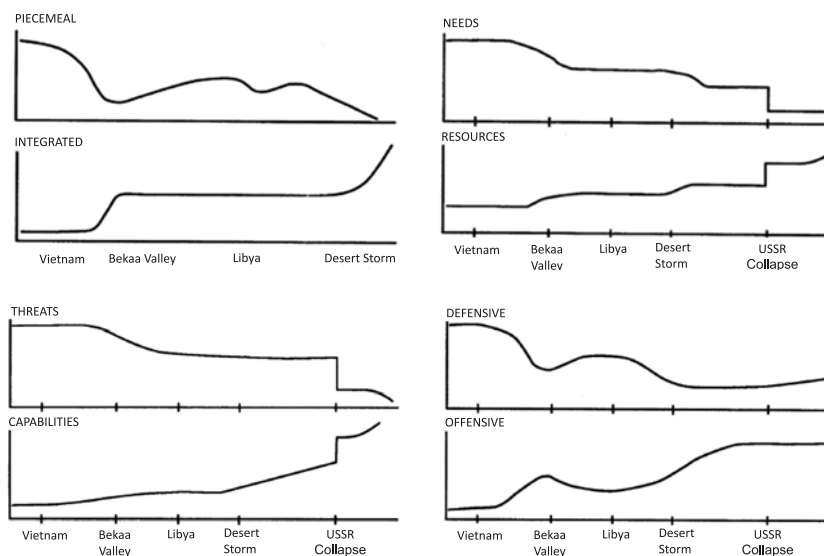 PIECEMEAL
INTEGRATED
Vietnam Bekaa Valley Libya Desert Storm
NEEDS
RESOURCES
Vietnam Bekaa Libya Desert USSR
Valley Storm Collapse
THREATS
CAPABILITIES
Vietnam Bekaa Libya Desert USSR
Valley Storm Collapse
DEFENSIVE
OFFENSIVE
Vietnam Bekaa Libya Desert USSR
Valley Storm Collapse